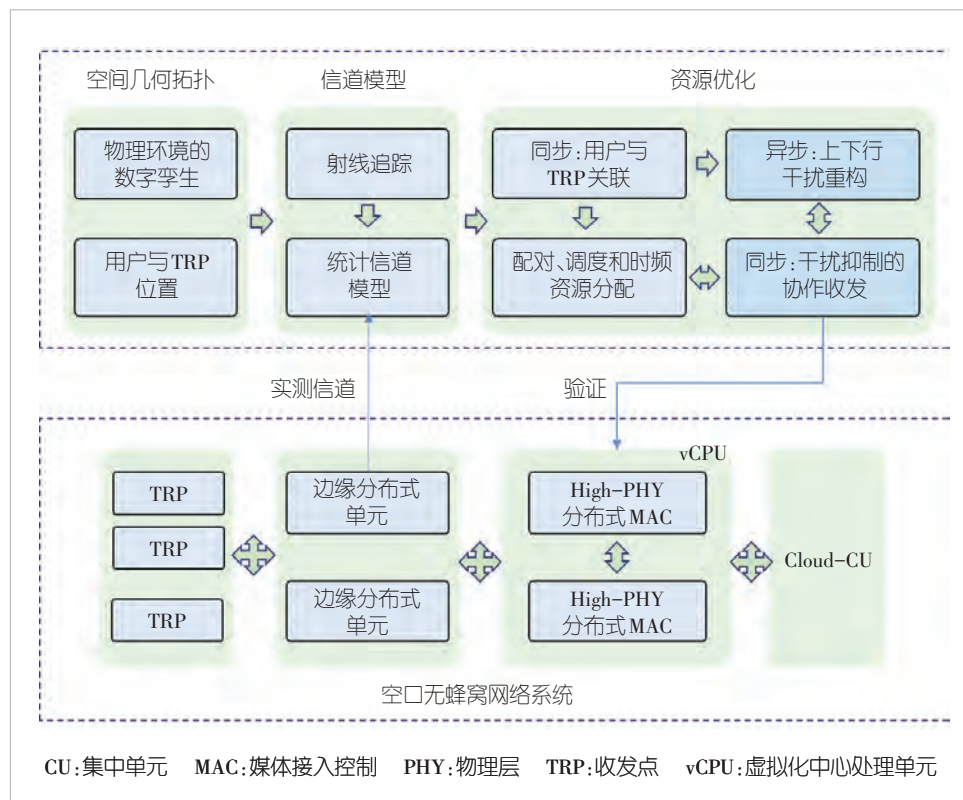 空间几何拓扑
信道模型
资源优化
物理环境的
数字孪生
射线追踪
同步:用户与
TRP关联
异步:上下行
干扰重构
用户与TRP
位置
统计信道
模型
配对、调度和时频
资源分配
同步:干扰抑制的
协作收发
实测信道
验证
vCPU
TRP
TRP
TRP
边缘分布式
单元
边缘分布式
单元
High-PHY
分布式MAC
High-PHY
分布式MAC
Cloud-CU
空口无蜂窝网络系统
CU:集中单元 MAC:媒体接入控制 PHY:物理层 TRP:收发点 vCPU:虚拟化中心处理单元